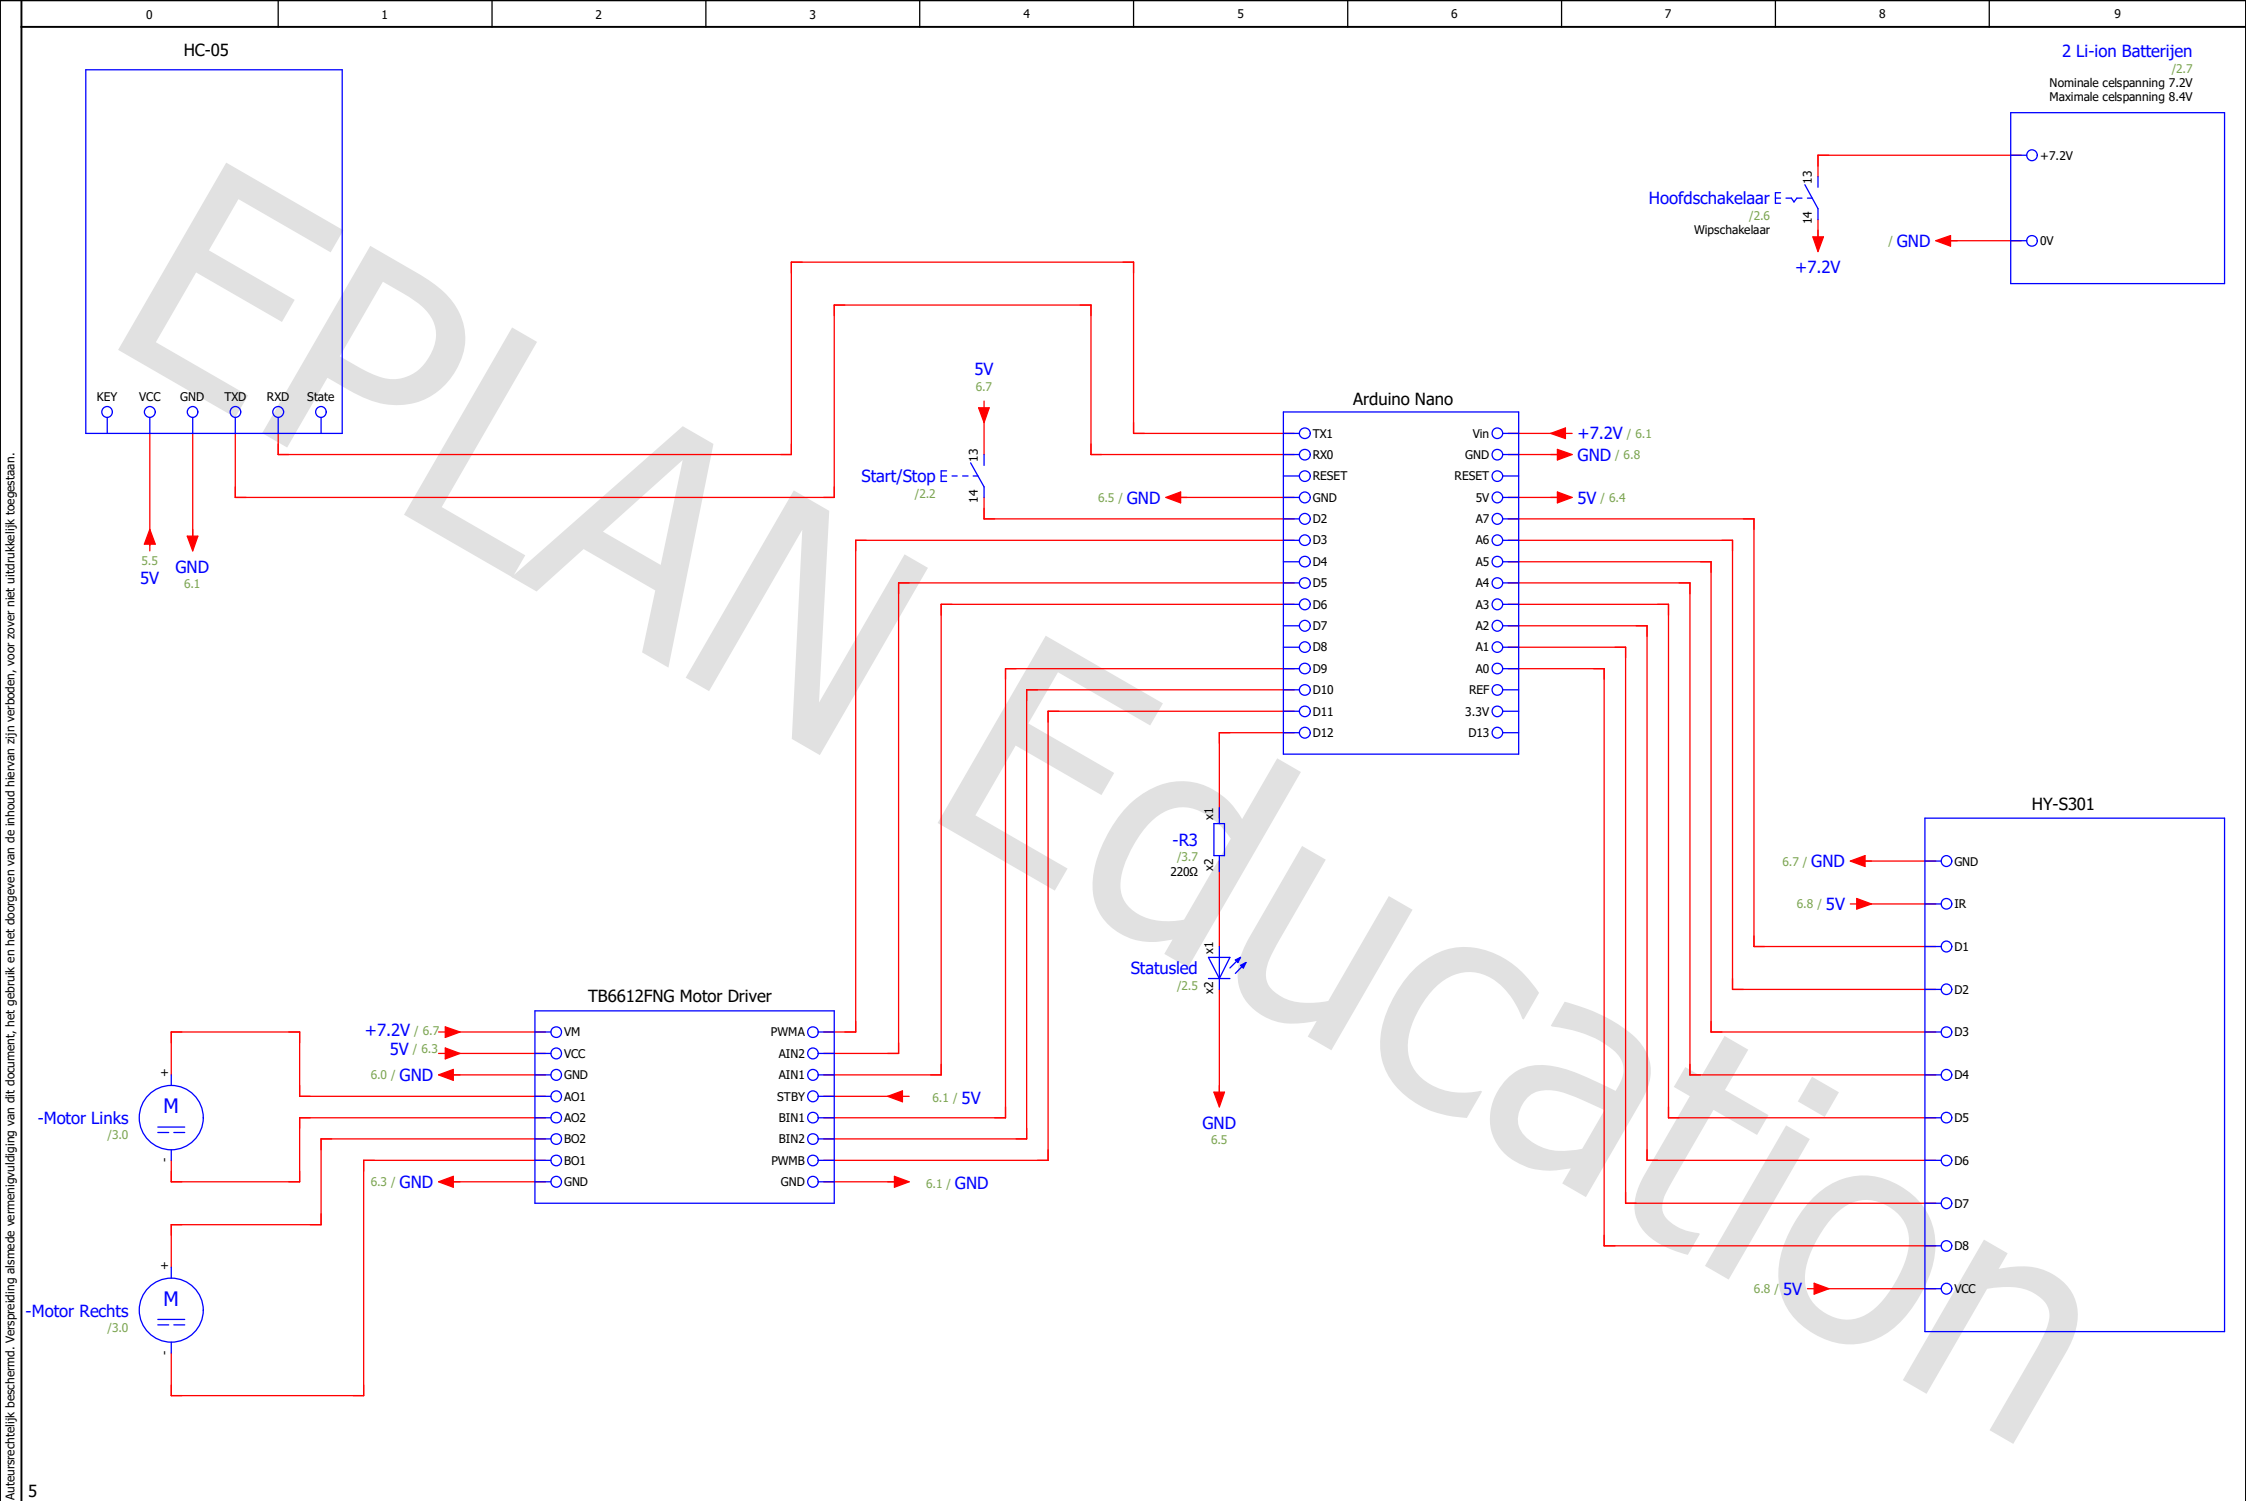 0 1 2 3 4 5 6 7 8 9
HC-05
KEY VCC GND TXD RXD State
5.5
5V
GND
6.1
2 Li-ion Batterijen
/2.7
Nominale celspanning 7.2V
Maximale celspanning 8.4V
+7.2V
0V
/ GND
Hoofdschakelaar E
/2.6
Wipschakelaar
13
14
+7.2V
5V
6.7
Start/Stop E
/2.2
13
14
Arduino Nano
TX1
RX0
RESET
GND
D2
D3
D4
D5
D6
D7
D8
D9
D10
D11
D12
Vin
GND
RESET
5V
A7
A6
A5
A4
A3
A2
A1
A0
REF
3.3V
D13
6.5 / GND
+7.2V / 6.1
GND / 6.8
5V / 6.4
-R3
/3.7
220Ω
x1
x2
Statusled
/2.5
x1
x2
GND
6.5
HY-S301
GND
IR
D1
D2
D3
D4
D5
D6
D7
D8
VCC
6.7 / GND
6.8 / 5V
6.8 / 5V
TB6612FNG Motor Driver
VM
VCC
GND
AO1
AO2
BO2
BO1
GND
PWMA
AIN2
AIN1
STBY
BIN1
BIN2
PWMB
GND
+7.2V / 6.7
5V / 6.3
6.0 / GND
6.3 / GND
6.1 / 5V
6.1 / GND
-Motor Links
/3.0
M
+
-
-Motor Rechts
/3.0
M
+
-
EPLAN Education
Auteursrechtelijk beschermd. Verspreiding alsmede vermenigvuldiging van dit document, het gebruik en het doorgeven van de inhoud hiervan zijn verboden, voor zover niet uitdrukkelijk toegestaan.
5